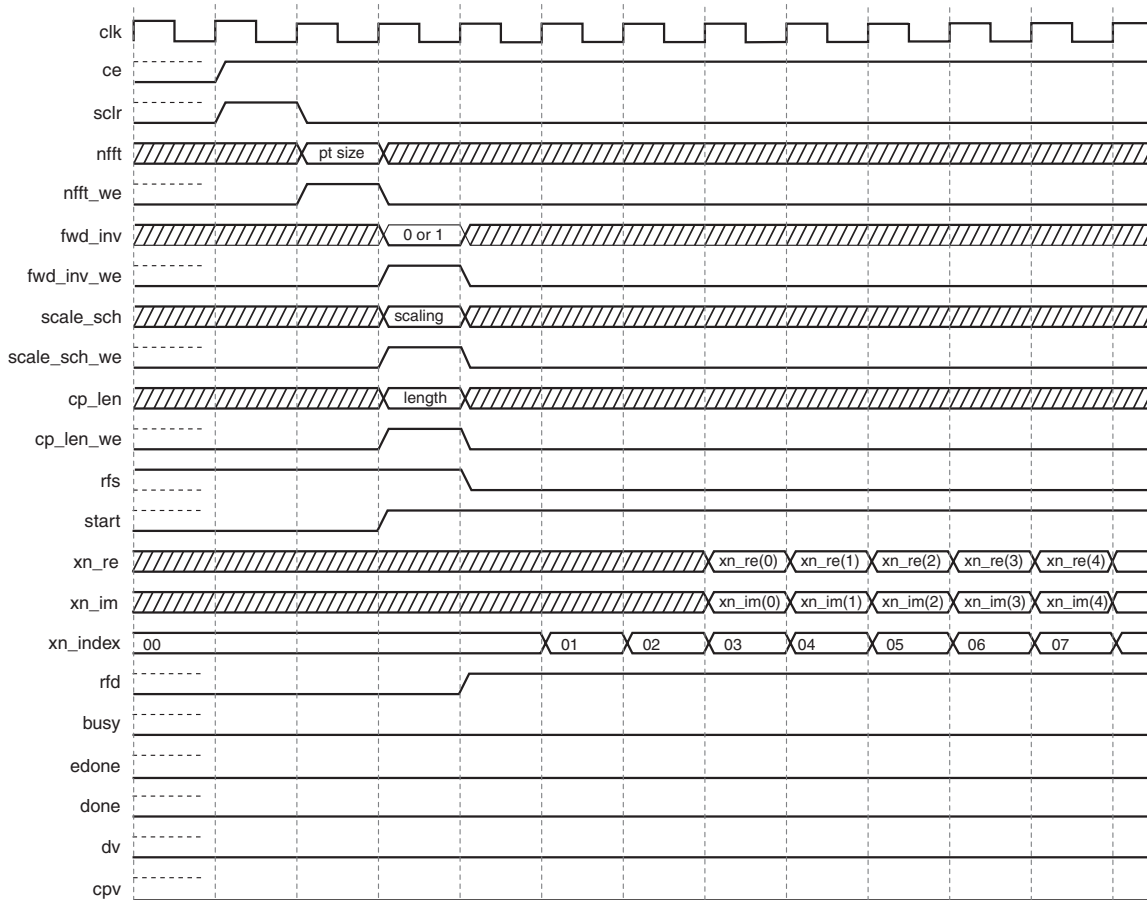 clk
ce
sclr
nfft pt size
nfft_we
fwd_inv 0 or 1
fwd_inv_we
scale_sch scaling
scale_sch_we
cp_len length
cp_len_we
rfs
start
xn_re xn_re(0) xn_re(1) xn_re(2) xn_re(3) xn_re(4)
xn_im xn_im(0) xn_im(1) xn_im(2) xn_im(3) xn_im(4)
xn_index 00 01 02 03 04 05 06 07
rfd
busy
edone
done
dv
cpv